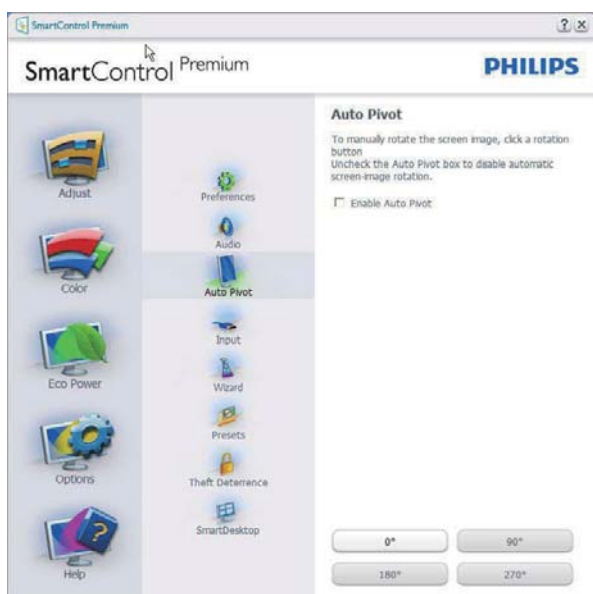 SmartControl Premium
SmartControl Premium
PHILIPS
Adjust
Color
Eco Power
Options
Help
Preferences
Audio
Auto Pivot
Input
Wizard
Presets
Theft Deterrence
SmartDesktop
Auto Pivot
To manually rotate the screen image, click a rotation
button
Uncheck the Auto Pivot box to disable automatic
screen-image rotation.
Enable Auto Pivot
0°
90°
180°
270°